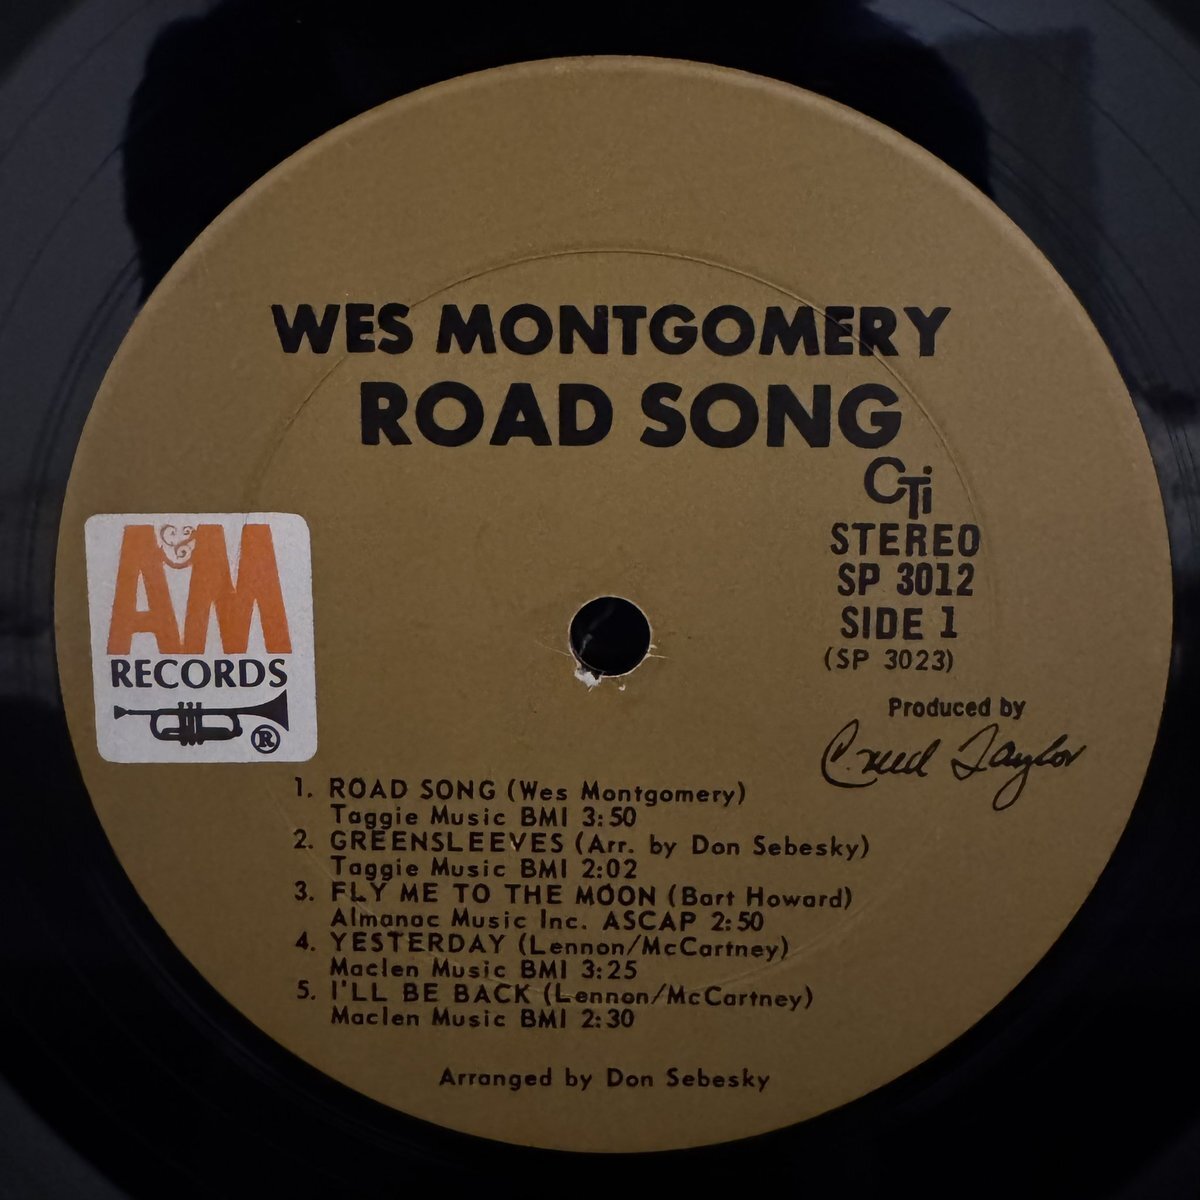 WES MONTGOMERY
ROAD SONG
CTi
STEREO
SP 3012
SIDE 1
(SP 3023)
A&M
RECORDS
®
Produced by
Creed Taylor
1. ROAD SONG (Wes Montgomery)
Taggie Music BMI 3:50
2. GREENSLEEVES (Arr. by Don Sebesky)
Taggie Music BMI 2:02
3. FLY ME TO THE MOON (Bart Howard)
Almanac Music Inc. ASCAP 2:50
4. YESTERDAY (Lennon/McCartney)
Maclen Music BMI 3:25
5. I'LL BE BACK (Lennon/McCartney)
Maclen Music BMI 2:30
Arranged by Don Sebesky